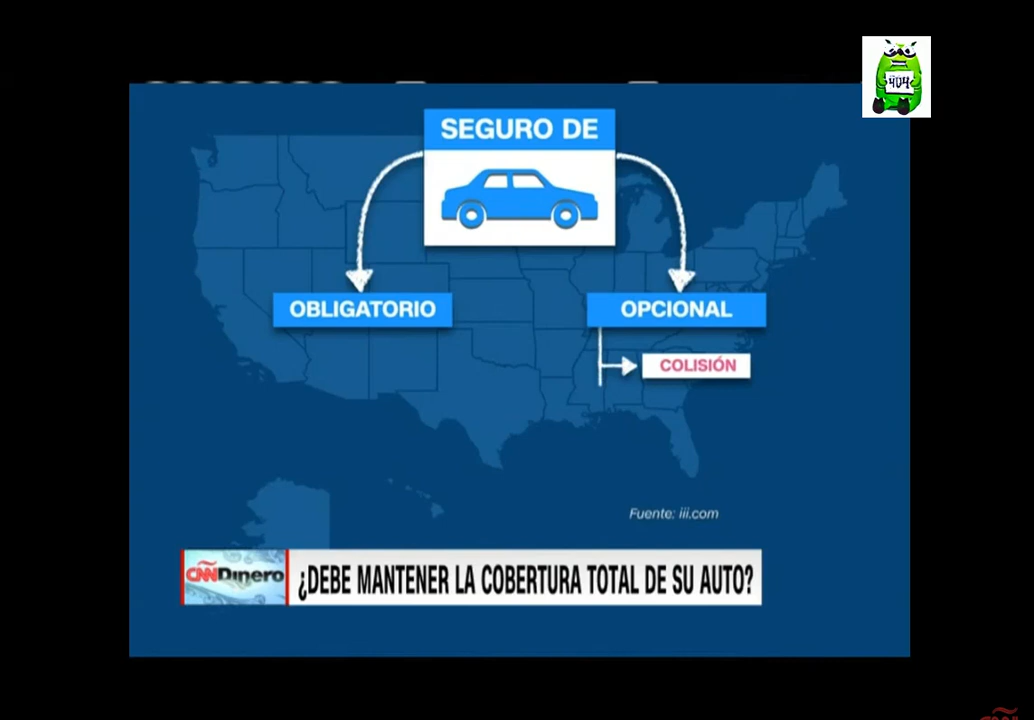 404
SEGURO DE
OBLIGATORIO
OPCIONAL
COLISIÓN
Fuente: iii.com
CNNDinero
¿DEBE MANTENER LA COBERTURA TOTAL DE SU AUTO?